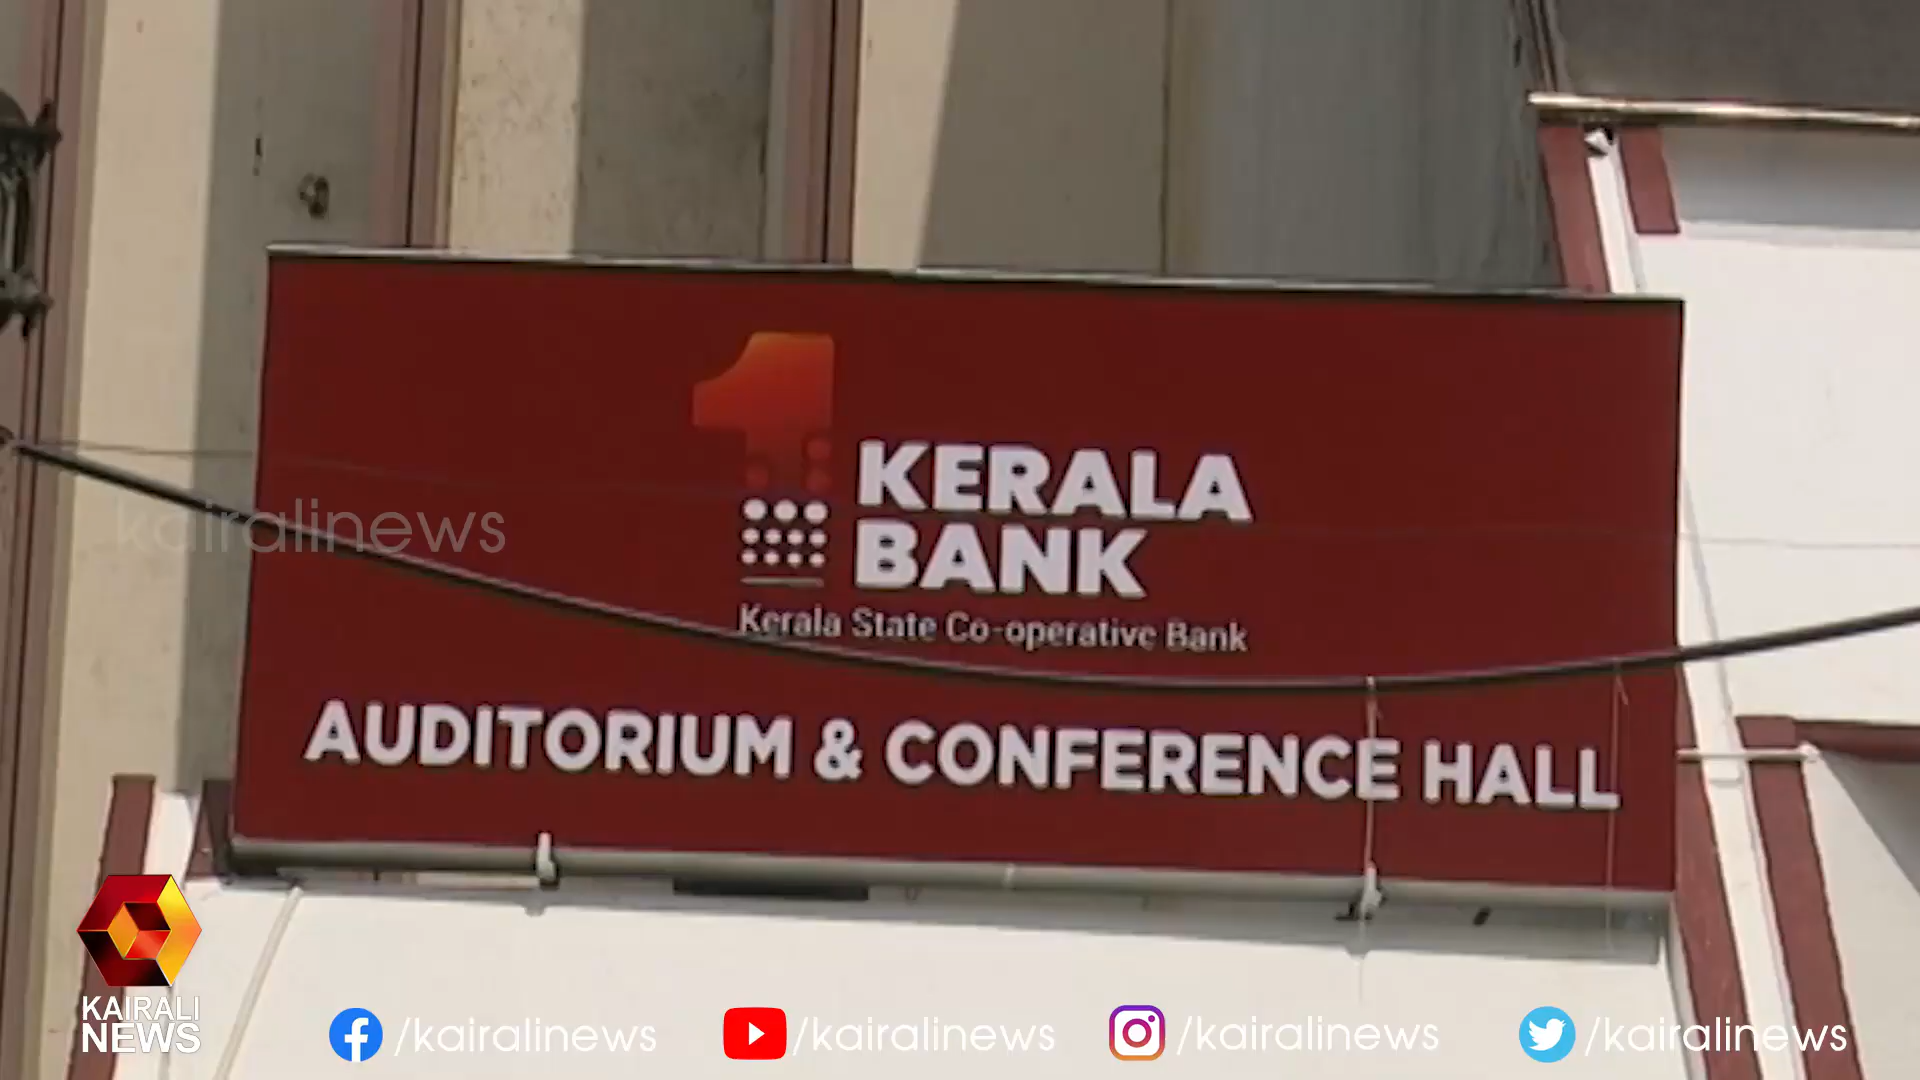 KERALA
BANK
Kerala State Co-operative Bank
kairalinews
AUDITORIUM & CONFERENCE HALL
KAIRALI
NEWS
/kairalinews
/kairalinews
/kairalinews
/kairalinews